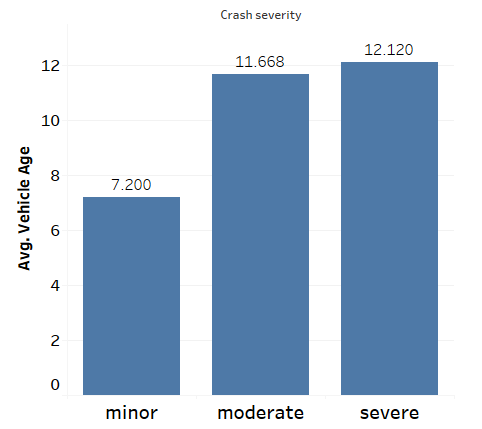 Crash severity
Avg. Vehicle Age
12
10
8
6
4
2
0
7.200
11.668
12.120
minor
moderate
severe